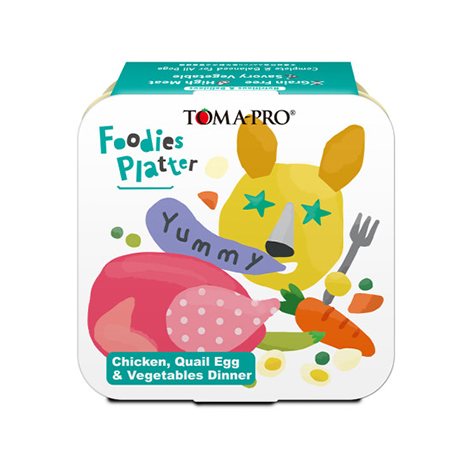 Grain Free High Meat
Savory Vegetable
Complete & Balanced for All Dogs
TOMA-PRO®
Foodies
Platter
Yummy
Chicken, Quail Egg
& Vegetables Dinner